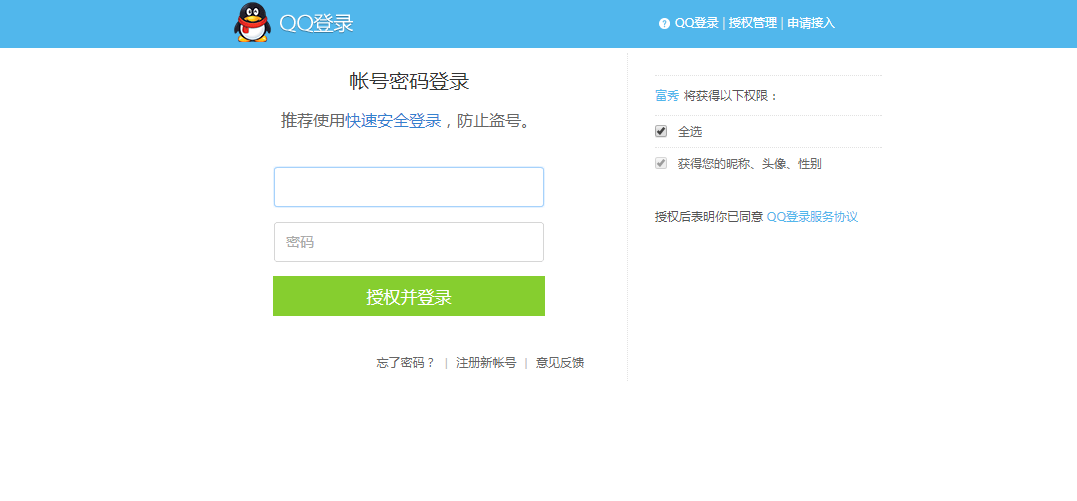 QQ登录
QQ登录 | 授权管理 | 申请接入
帐号密码登录
推荐使用快速安全登录，防止盗号。
密码
授权并登录
忘了密码？ | 注册新帐号 | 意见反馈
富秀 将获得以下权限：
全选
获得您的昵称、头像、性别
授权后表明你已同意 QQ登录服务协议